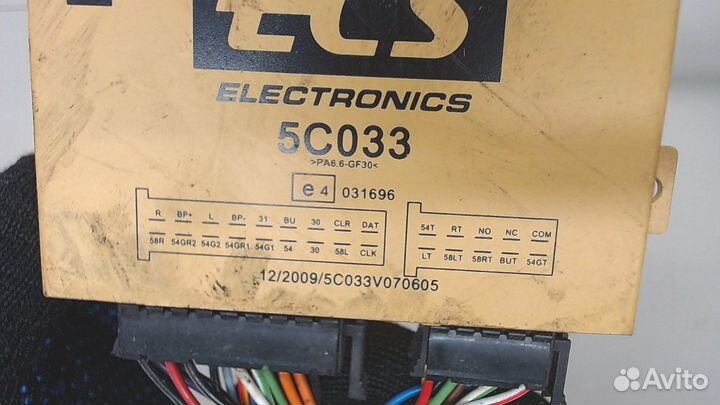 ECS
ELECTRONICS
5C033
>PA6.6-GF30<
e4 031696
R BP+ L BP- 31 BU 30 CLR DAT
58R 54GR2 54G2 54GR1 54G1 54 30 58L CLK
54T RT NO NC COM
LT 58LT 58RT BUT 54GT
12/2009/5C033V070605
Avito